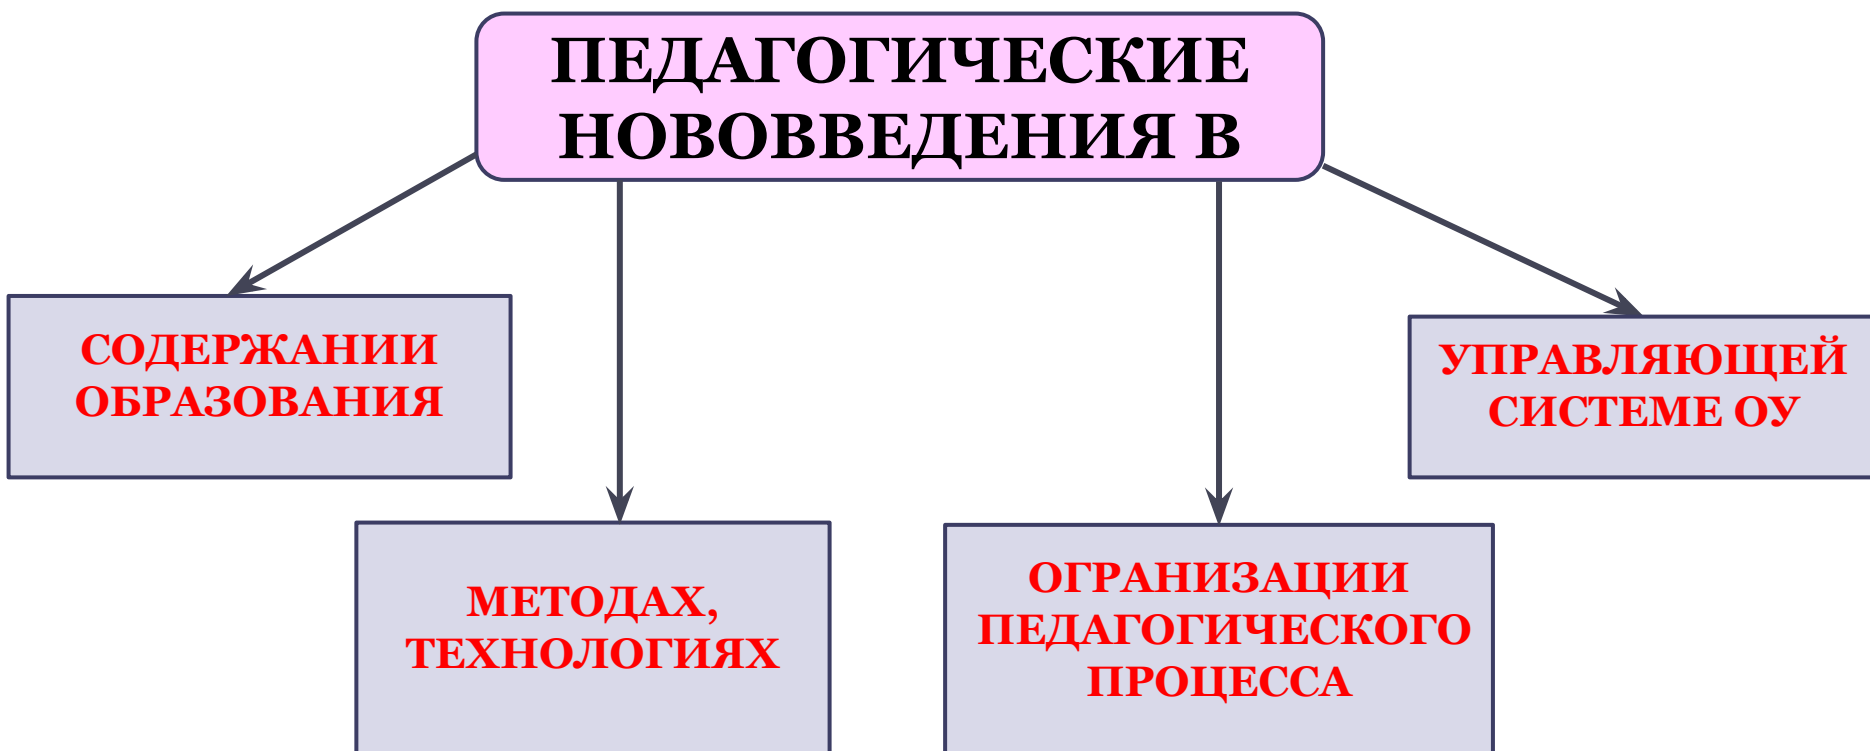 ПЕДАГОГИЧЕСКИЕ
НОВОВВЕДЕНИЯ В
СОДЕРЖАНИИ
ОБРАЗОВАНИЯ
УПРАВЛЯЮЩЕЙ
СИСТЕМЕ ОУ
МЕТОДАХ,
ТЕХНОЛОГИЯХ
ОГРАНИЗАЦИИ
ПЕДАГОГИЧЕСКОГО
ПРОЦЕССА